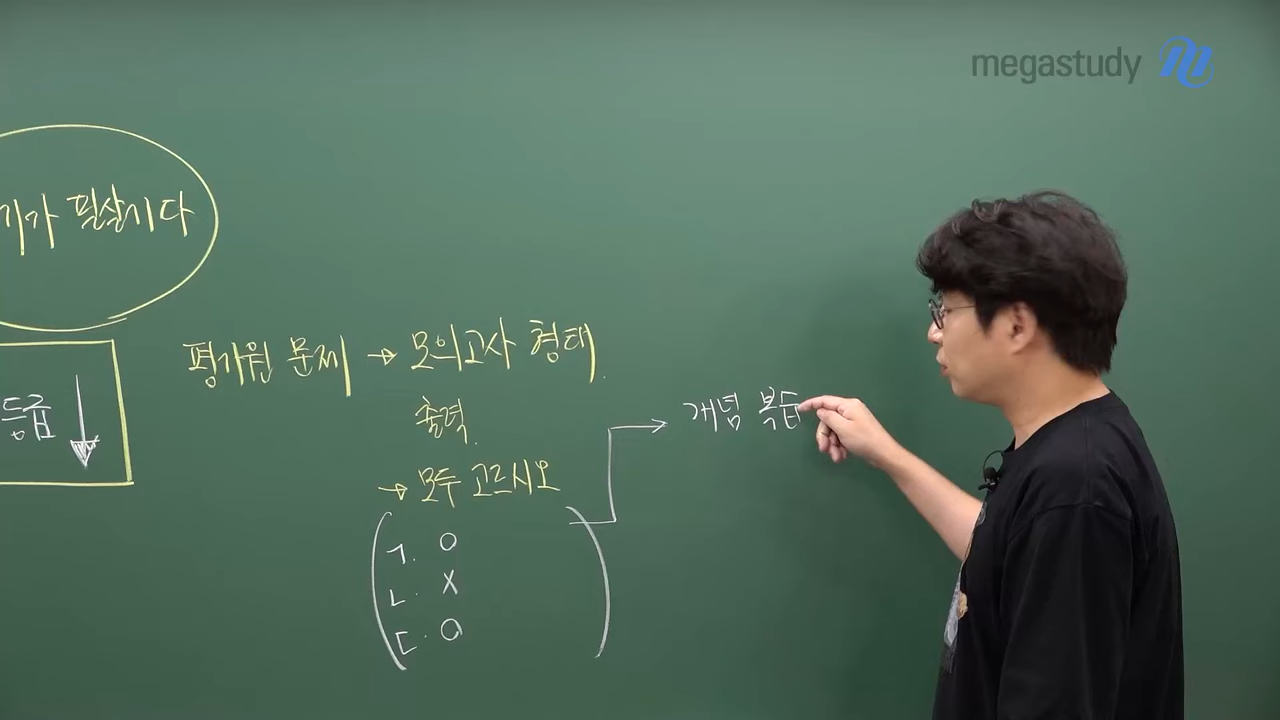 megastudy
기가 필살기다
등급 ↓
평가원 문제 → 모의고사 형태.
출력.
→ 모두 고르시오
ㄱ. O
ㄴ. X
ㄷ. O
→ 개념 복습